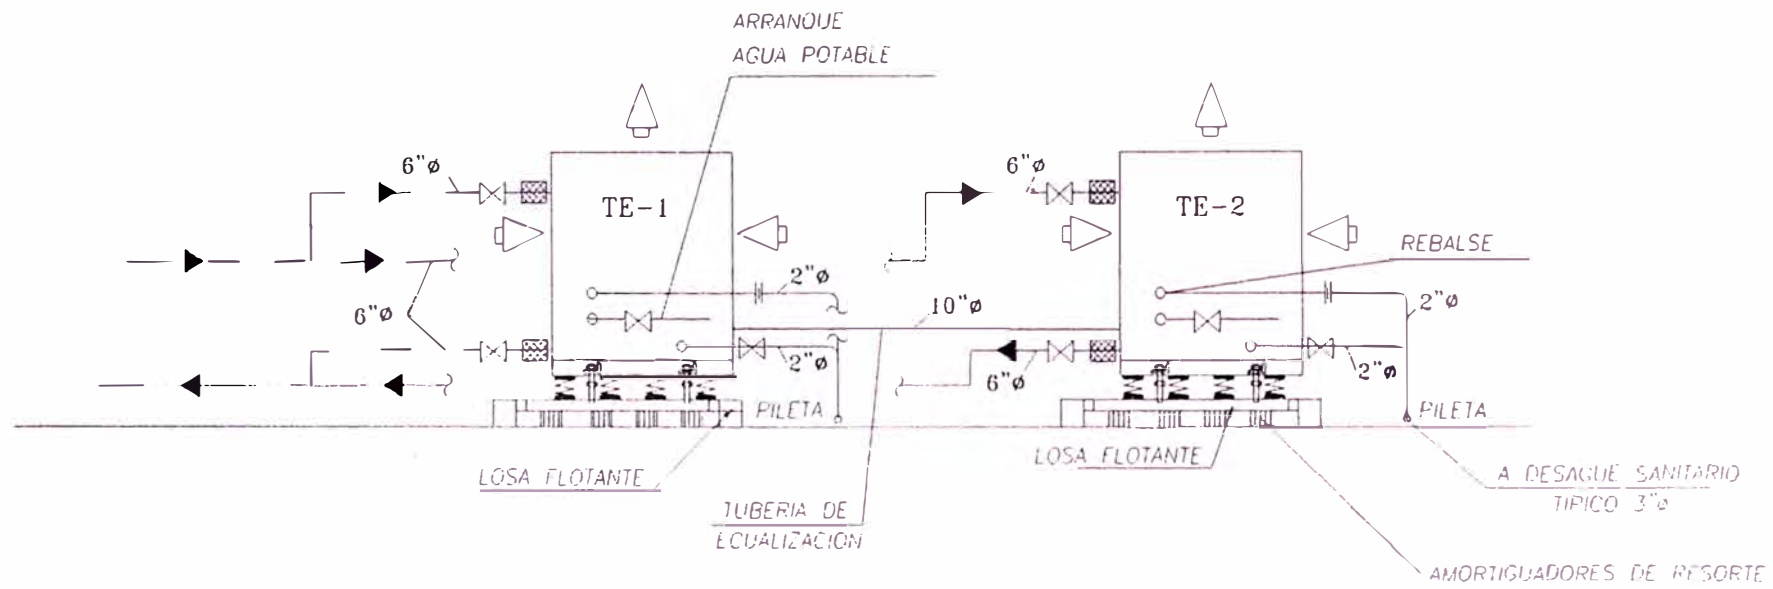 ARRANQUE
AGUA POTABLE
6"ø
6"ø
TE-1
TE-2
REBALSE
2"ø
10"ø
2"ø
6"ø
2"ø
6"ø
2"ø
PILETA
PILETA
LOSA FLOTANTE
LOSA FLOTANTE
A DESAGUE SANITARIO
TIPICO 3"ø
TUBERIA DE
ECUALIZACION
AMORTIGUADORES DE RESORTE